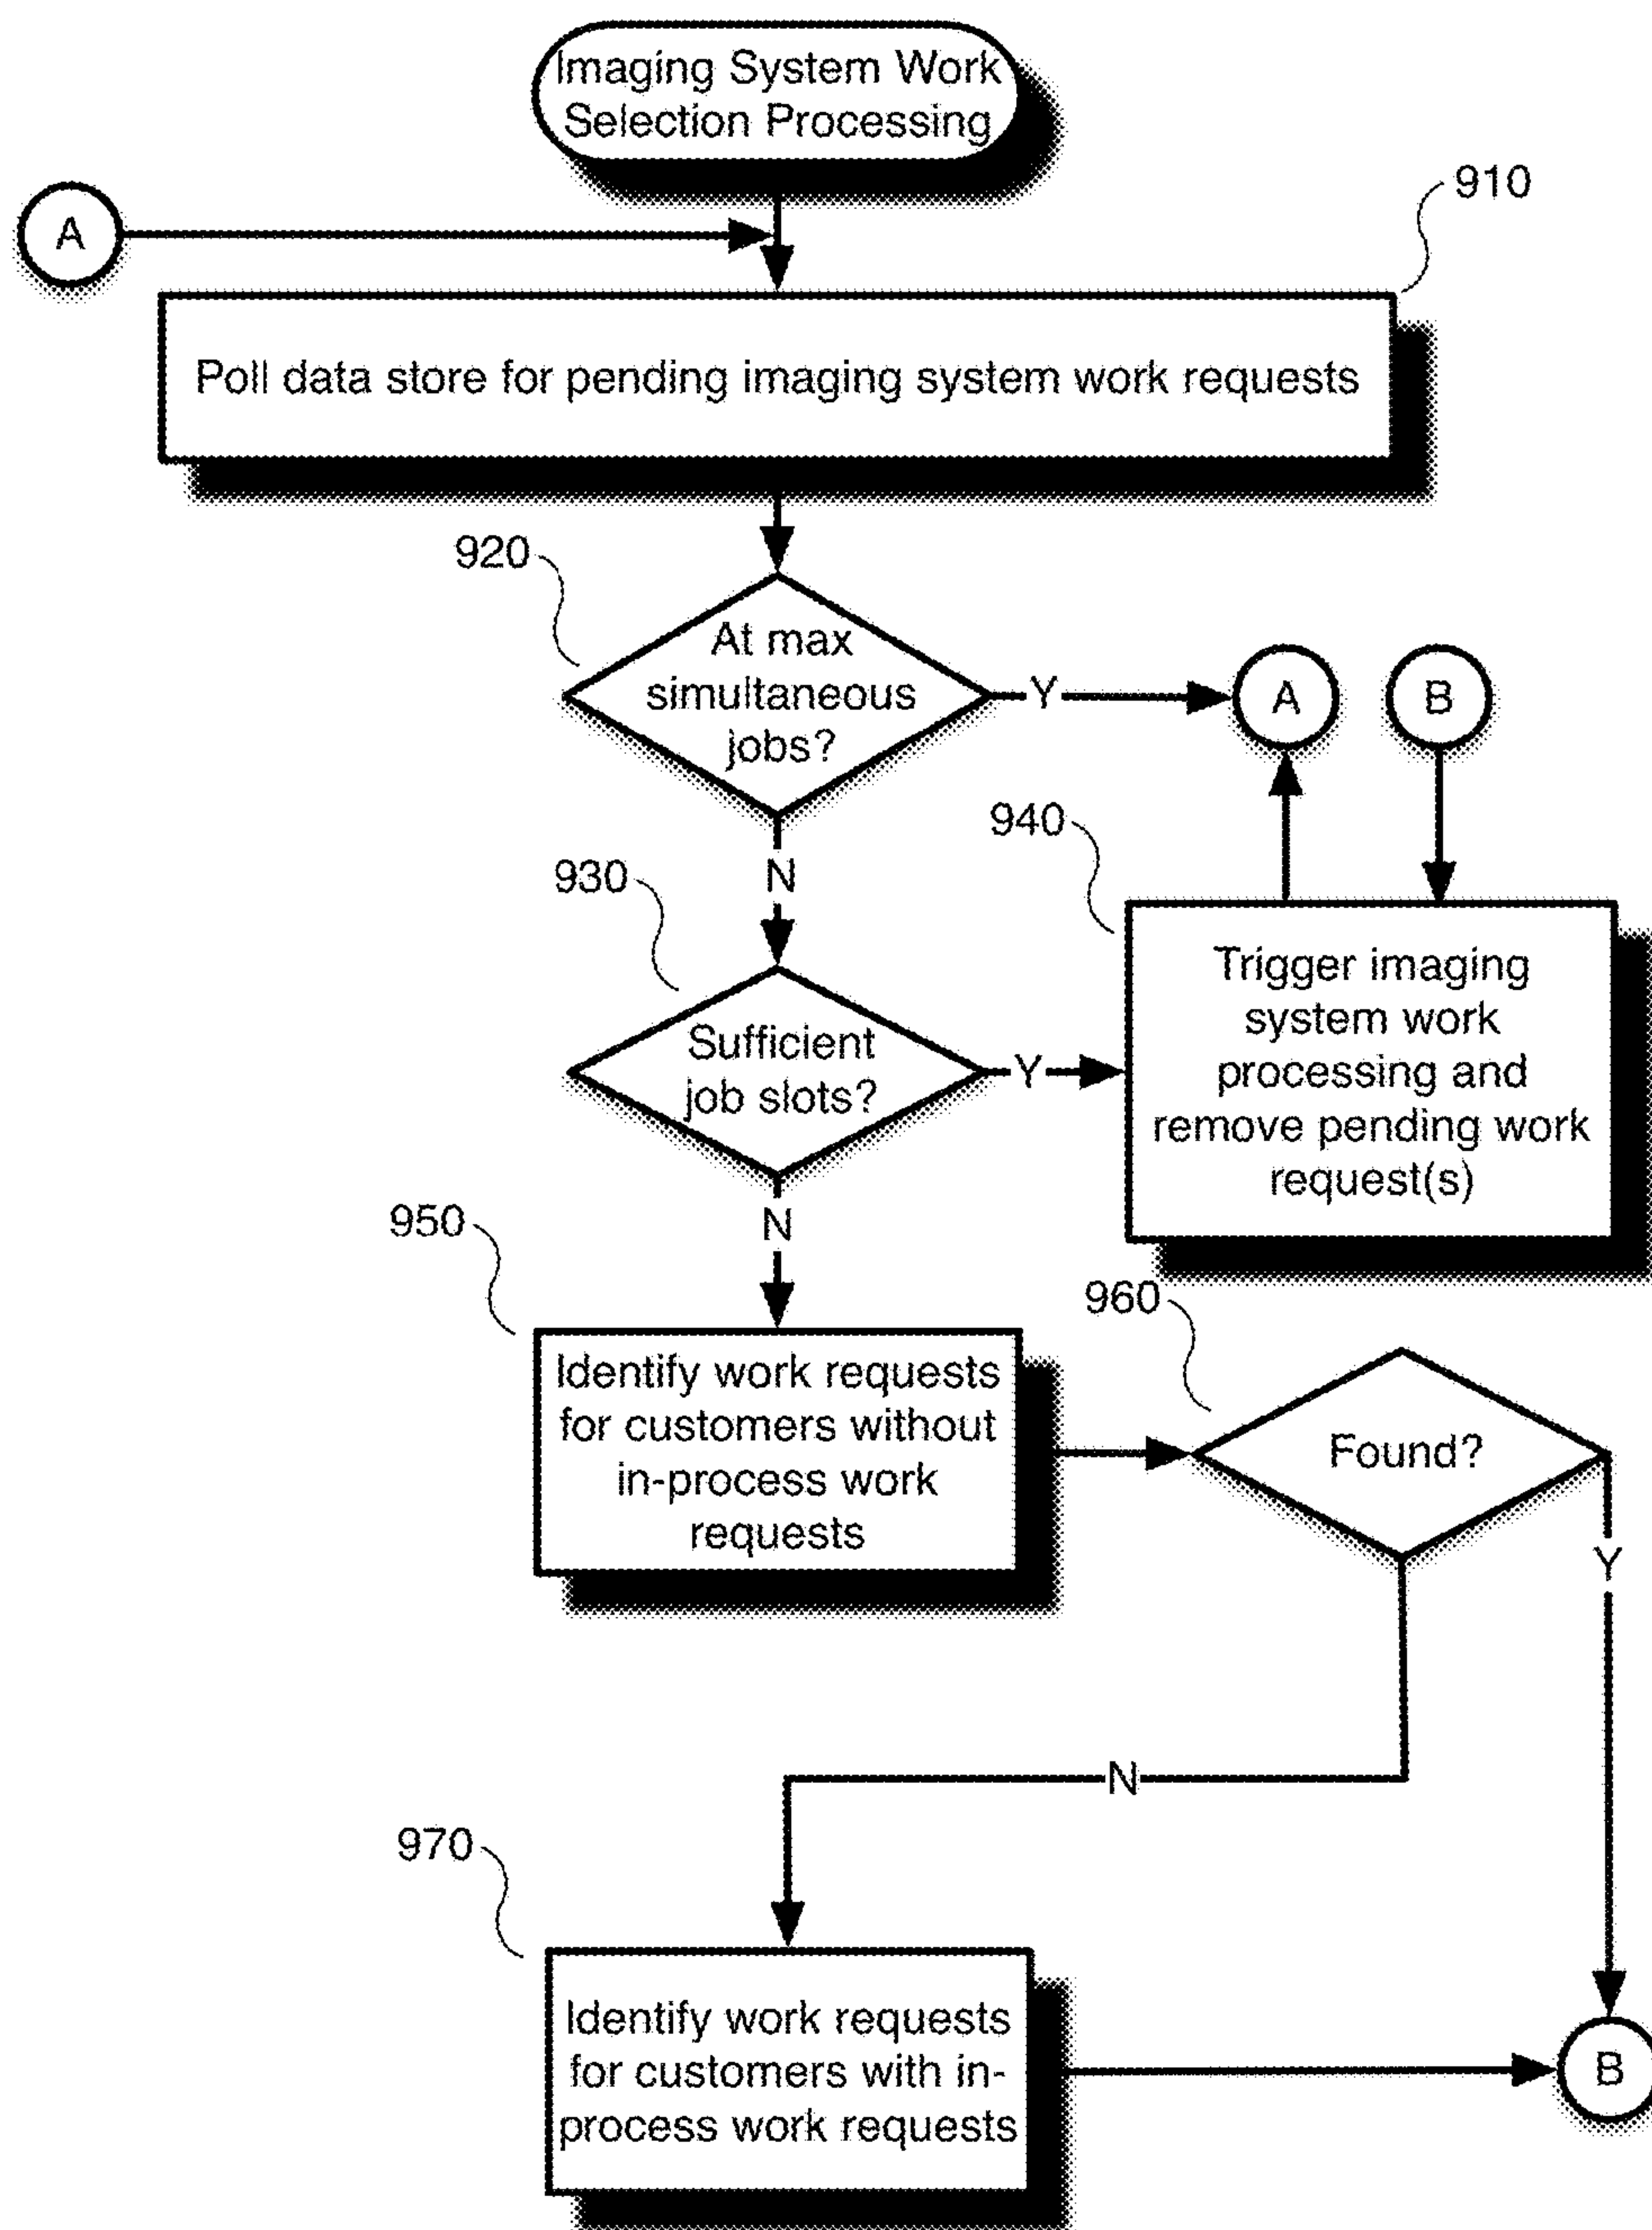 Imaging System Work
Selection Processing
910
A
Poll data store for pending imaging system work requests
920
At max
simultaneous
jobs?
Y
A
B
N
940
930
Sufficient
job slots?
Y
Trigger imaging
system work
processing and
remove pending work
request(s)
N
950
Identify work requests
for customers without
in-process work
requests
960
Found?
Y
N
970
Identify work requests
for customers with in-
process work requests
B